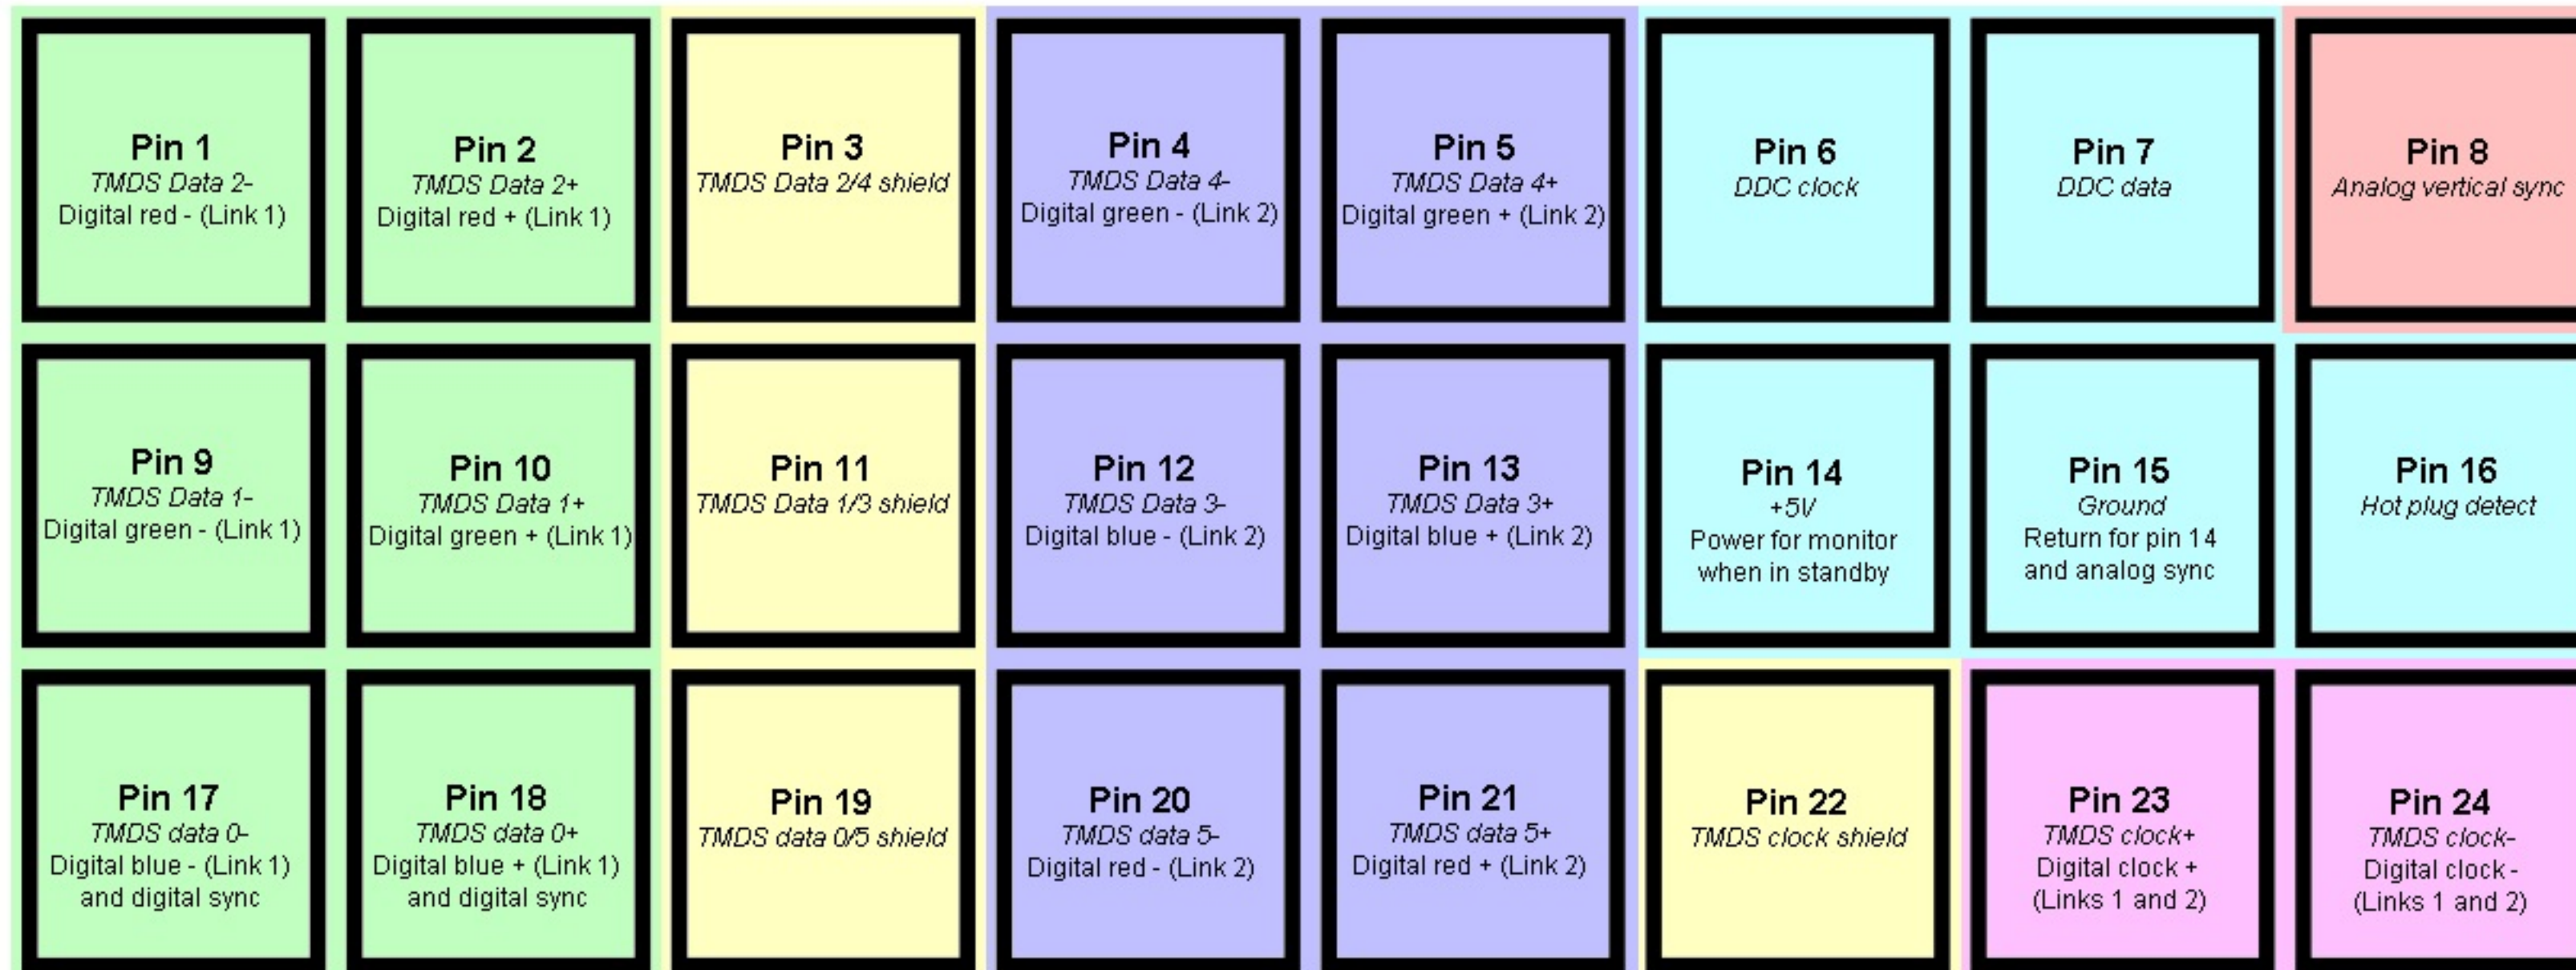 Pin 1
TMDS Data 2-
Digital red - (Link 1)
Pin 2
TMDS Data 2+
Digital red + (Link 1)
Pin 3
TMDS Data 2/4 shield
Pin 4
TMDS Data 4-
Digital green - (Link 2)
Pin 5
TMDS Data 4+
Digital green + (Link 2)
Pin 6
DDC clock
Pin 7
DDC data
Pin 8
Analog vertical sync
Pin 9
TMDS Data 1-
Digital green - (Link 1)
Pin 10
TMDS Data 1+
Digital green + (Link 1)
Pin 11
TMDS Data 1/3 shield
Pin 12
TMDS Data 3-
Digital blue - (Link 2)
Pin 13
TMDS Data 3+
Digital blue + (Link 2)
Pin 14
+5V
Power for monitor
when in standby
Pin 15
Ground
Return for pin 14
and analog sync
Pin 16
Hot plug detect
Pin 17
TMDS data 0-
Digital blue - (Link 1)
and digital sync
Pin 18
TMDS data 0+
Digital blue + (Link 1)
and digital sync
Pin 19
TMDS data 0/5 shield
Pin 20
TMDS data 5-
Digital red - (Link 2)
Pin 21
TMDS data 5+
Digital red + (Link 2)
Pin 22
TMDS clock shield
Pin 23
TMDS clock+
Digital clock +
(Links 1 and 2)
Pin 24
TMDS clock-
Digital clock -
(Links 1 and 2)